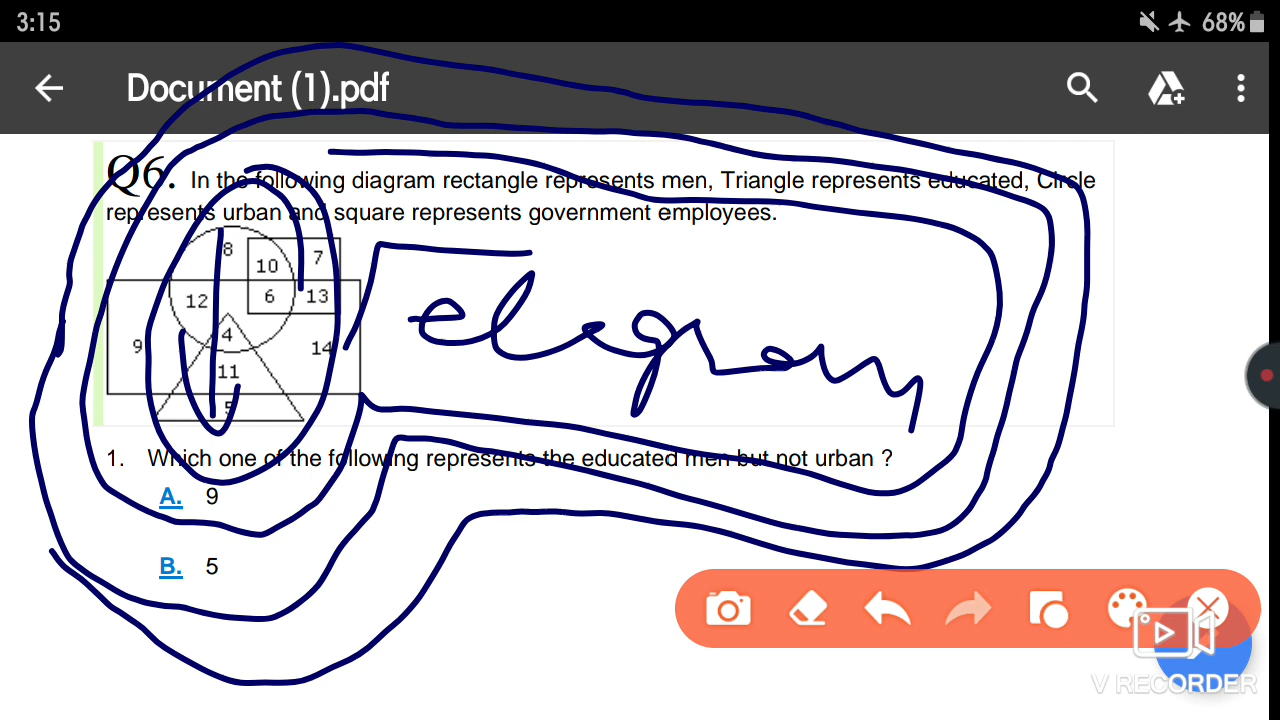 3:15 68%
Document (1).pdf
Q6. In the following diagram rectangle represents men, Triangle represents educated, Circle
represents urban and square represents government employees.
8
7
10
12 6 13
4
9 14
11
5
1. Which one of the following represents the educated men but not urban ?
A. 9
B. 5
V RECORDER